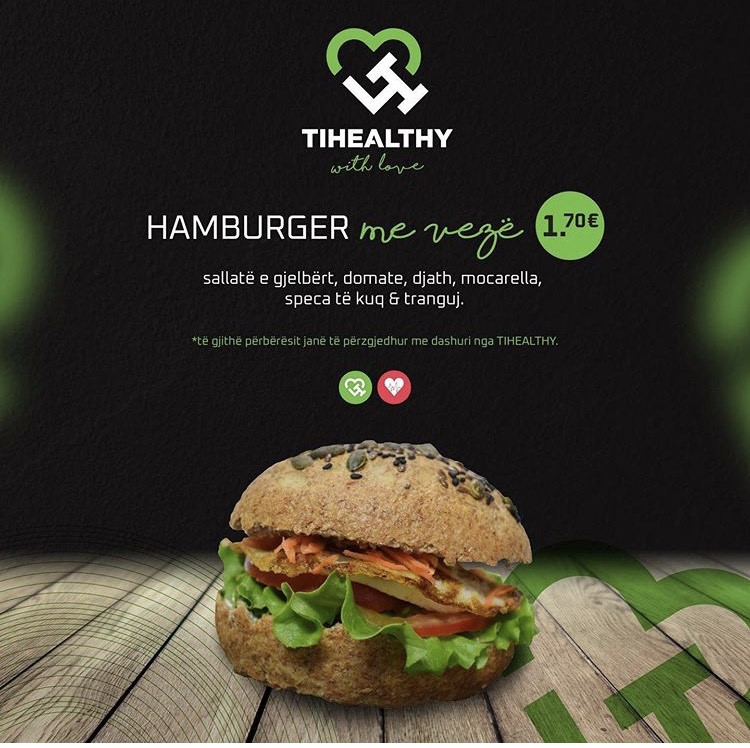 TIHEALTHY
with love
HAMBURGER me vezë 1.70€
sallatë e gjelbërt, domate, djath, mocarella,
speca të kuq & tranguj.
*të gjithë përbërësit janë të përzgjedhur me dashuri nga TIHEALTHY.